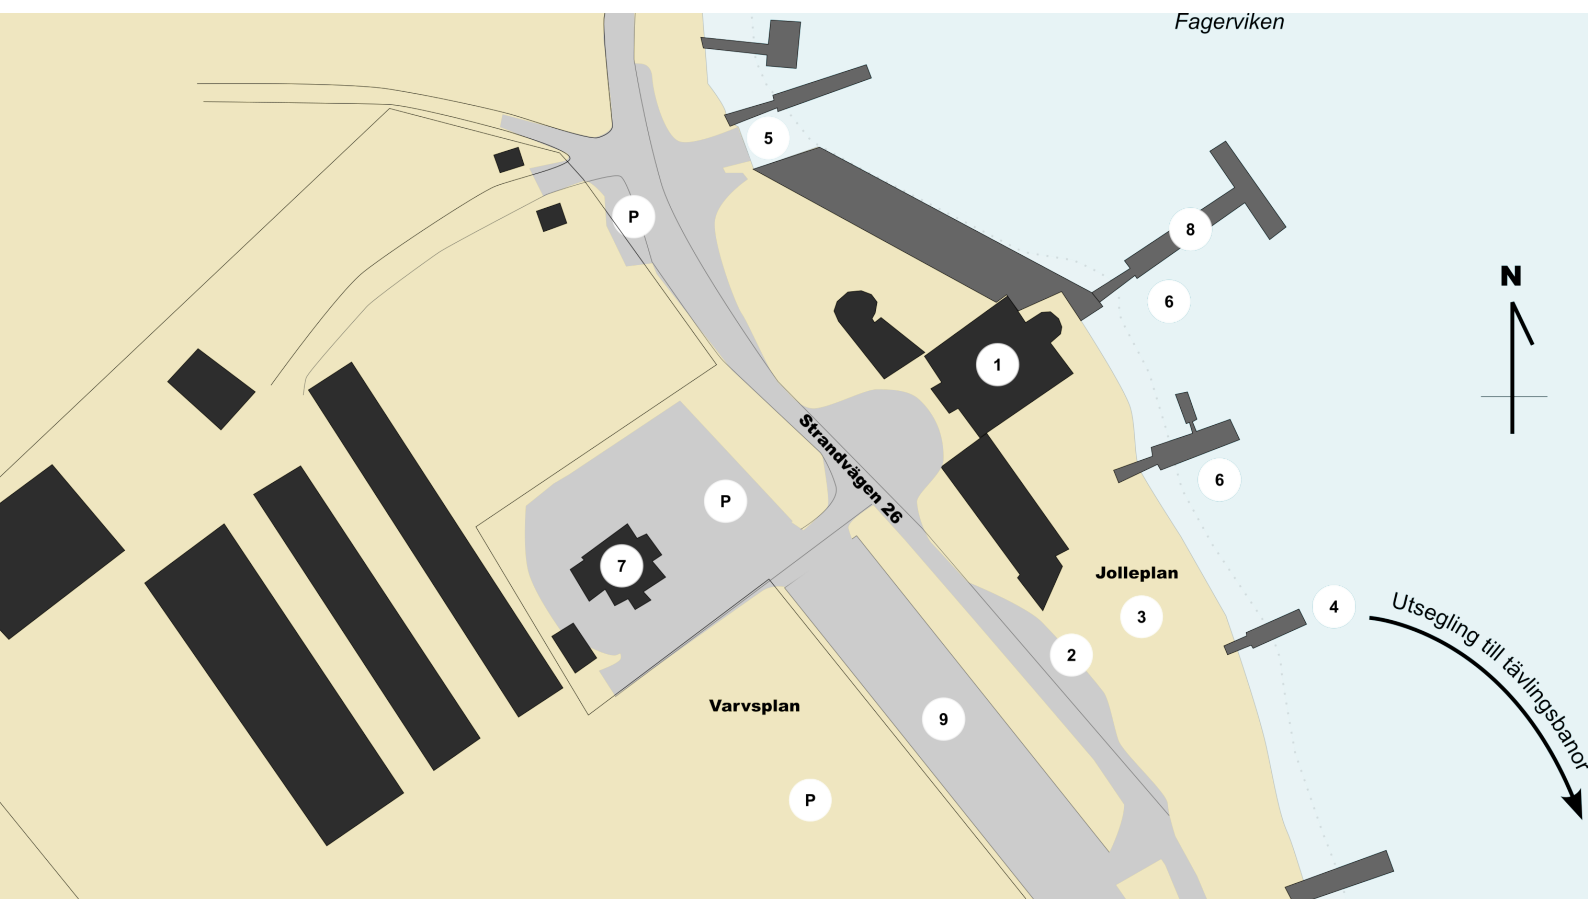 Fagerviken
5
P
8
N
6
1
Strandvägen 26
6
P
7
Jolleplan
3
4
Utsegling till tävlingsbanor
2
Varvsplan
9
P